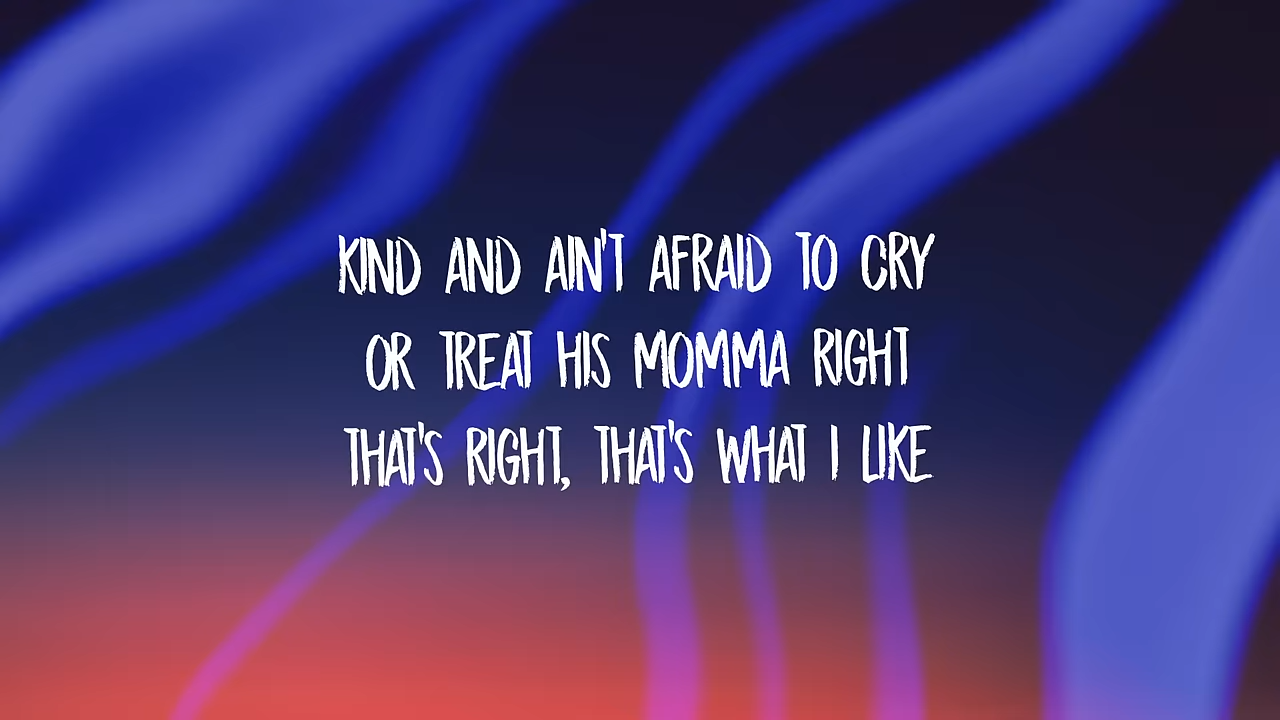 KIND AND AIN'T AFRAID TO CRY
OR TREAT HIS MOMMA RIGHT
THAT'S RIGHT, THAT'S WHAT I LIKE